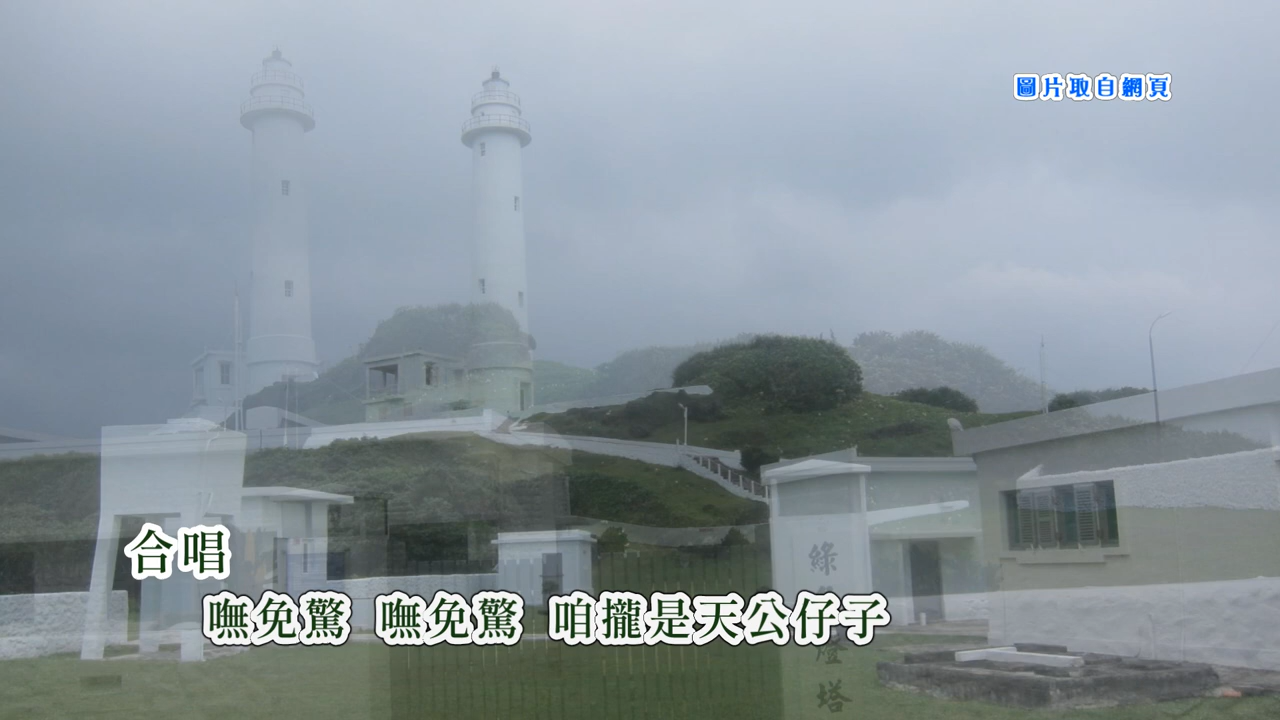 圖片取自網頁
合唱
嘸免驚 嘸免驚 咱攏是天公仔子
綠
燈
塔